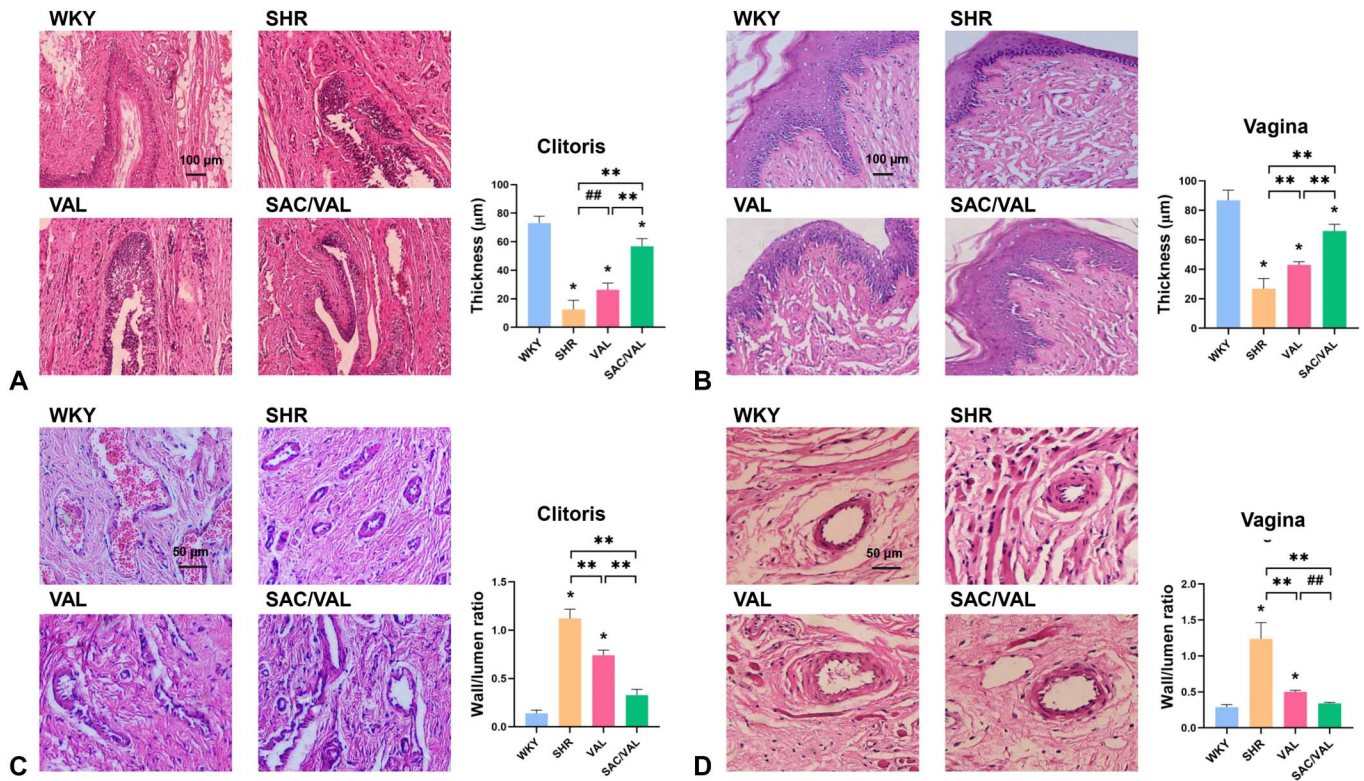 WKY
SHR
100 μm
VAL
SAC/VAL
A
Clitoris
**
##
**
*
*
*
Thickness (μm)
100
80
60
40
20
0
WKY
SHR
VAL
SAC/VAL
WKY
SHR
100 μm
VAL
SAC/VAL
B
Vagina
**
**
**
*
*
*
Thickness (μm)
100
80
60
40
20
0
WKY
SHR
VAL
SAC/VAL
WKY
SHR
50 μm
VAL
SAC/VAL
C
Clitoris
**
**
**
*
*
Wall/lumen ratio
1.5
1.0
0.5
0.0
WKY
SHR
VAL
SAC/VAL
WKY
SHR
50 μm
VAL
SAC/VAL
D
Vagina
**
**
##
*
*
Wall/lumen ratio
2.0
1.5
1.0
0.5
0.0
WKY
SHR
VAL
SAC/VAL